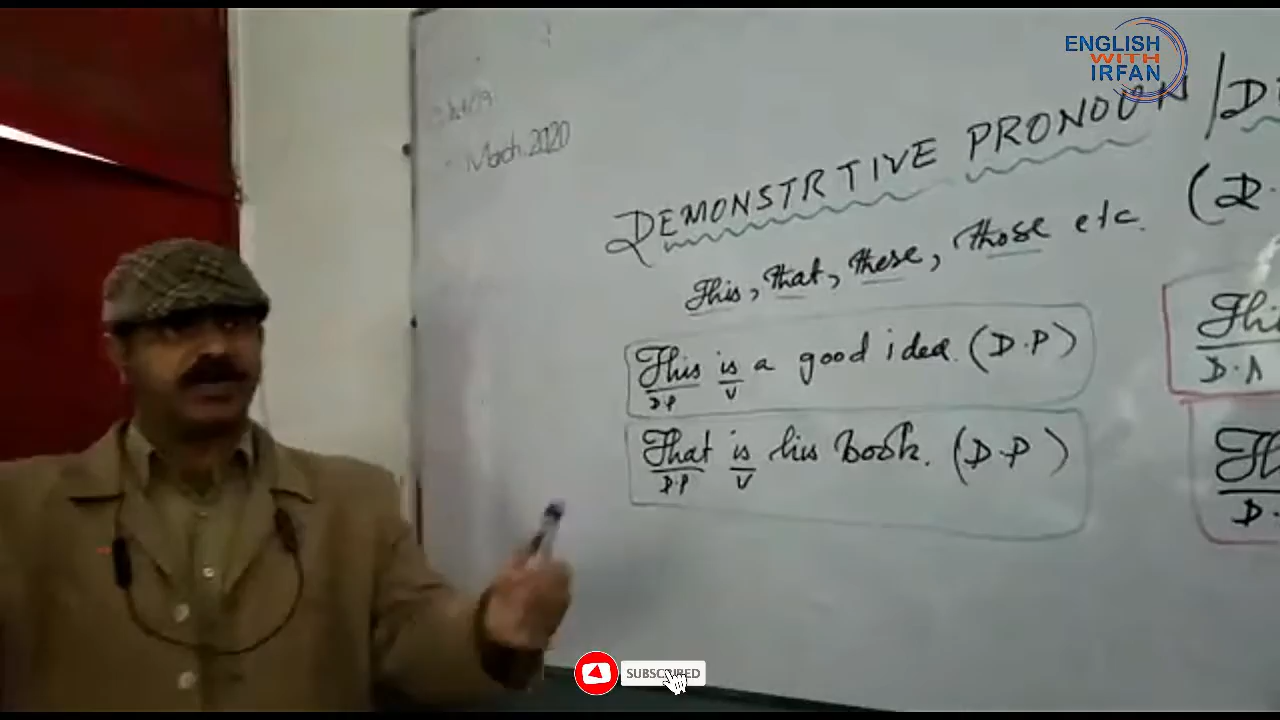 ENGLISH
WITH
IRFAN
March. 2020
DEMONSTRTIVE PRONOUN / D
(D.
This, that, these, those etc.
This is a good idea. (D.P)
D.P V
That is his Book. (D.P)
D.P V
Thi
D.A
Th
D.
SUBSCRIBED